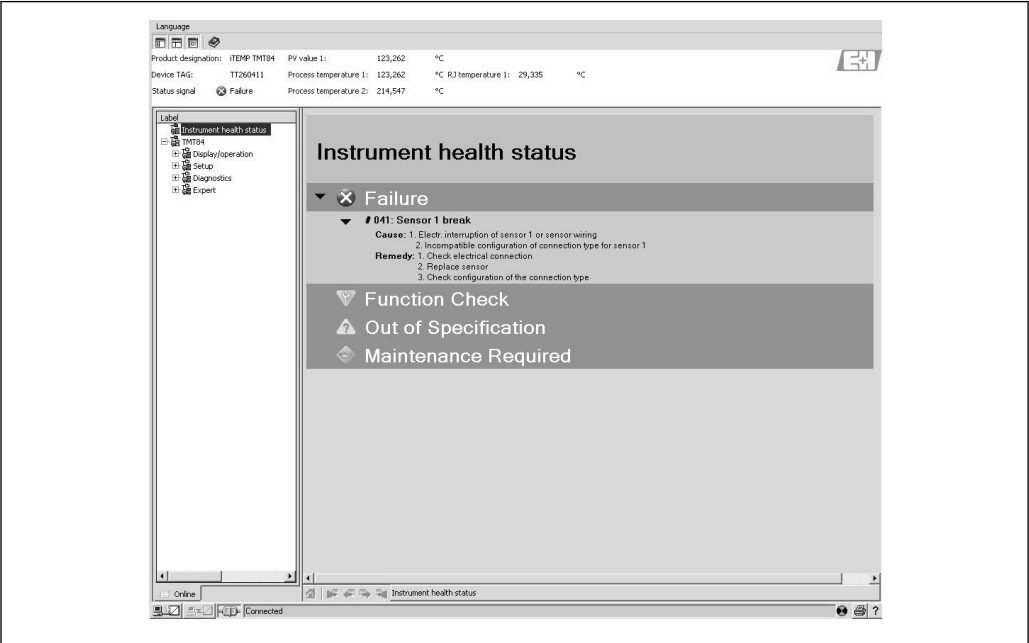 Language
Product designation: iTEMP TMT84 PV value 1: 123,262 °C
Device TAG: TT260411 Process temperature 1: 123,262 °C RJ temperature 1: 29,335 °C
Status signal Failure Process temperature 2: 214,547 °C
E+H
Label
Instrument health status
TMT84
Display/operation
Setup
Diagnostics
Expert
Instrument health status
Failure
# 041: Sensor 1 break
Cause: 1. Electr. interruption of sensor 1 or sensor wiring
2. Incompatible configuration of connection type for sensor 1
Remedy: 1. Check electrical connection
2. Replace sensor
3. Check configuration of the connection type
Function Check
Out of Specification
Maintenance Required
Online
Instrument health status
Connected